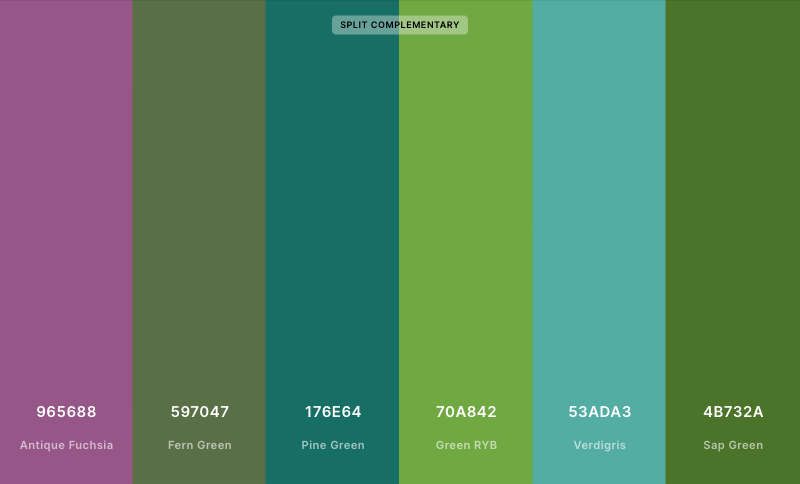 SPLIT COMPLEMENTARY
965688
597047
176E64
70A842
53ADA3
4B732A
Antique Fuchsia
Fern Green
Pine Green
Green RYB
Verdigris
Sap Green